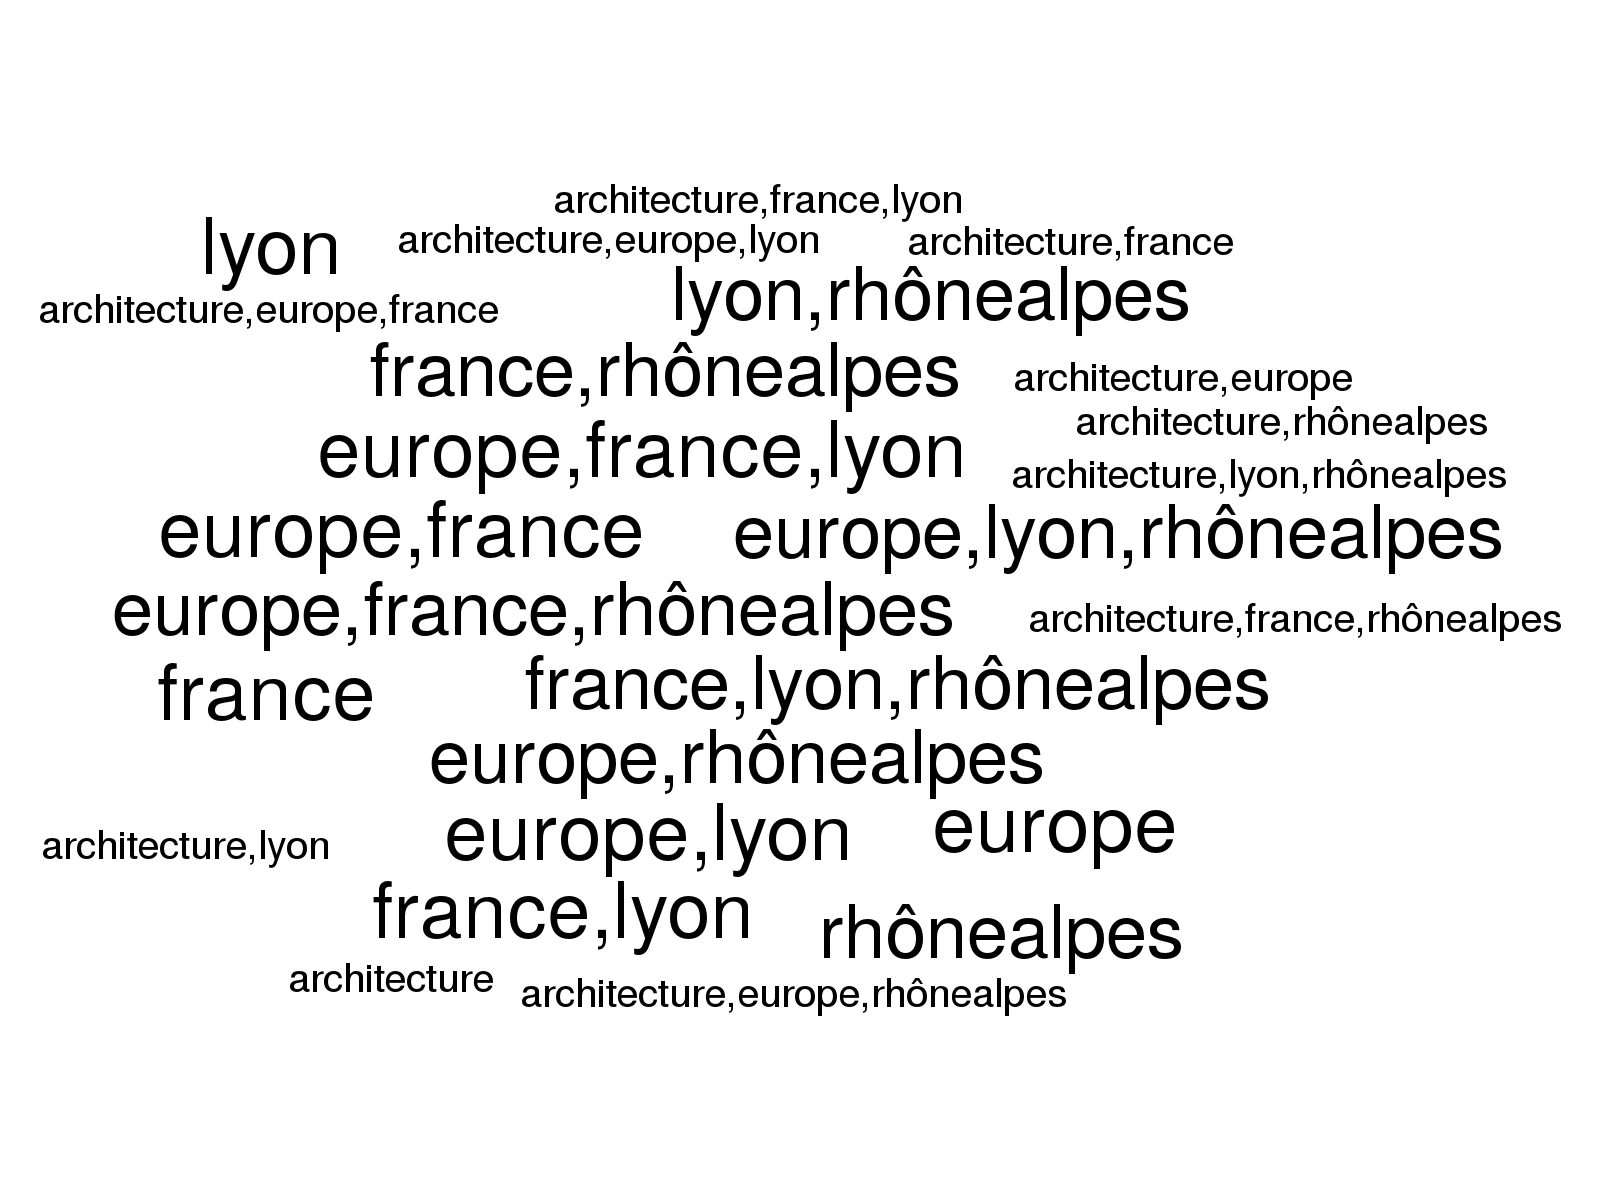 architecture,france,lyon
lyon
architecture,europe,lyon
architecture,france
architecture,europe,france
lyon,rhônealpes
france,rhônealpes
architecture,europe
architecture,rhônealpes
europe,france,lyon
architecture,lyon,rhônealpes
europe,france
europe,lyon,rhônealpes
europe,france,rhônealpes
architecture,france,rhônealpes
france
france,lyon,rhônealpes
europe,rhônealpes
architecture,lyon
europe,lyon
europe
france,lyon
rhônealpes
architecture
architecture,europe,rhônealpes